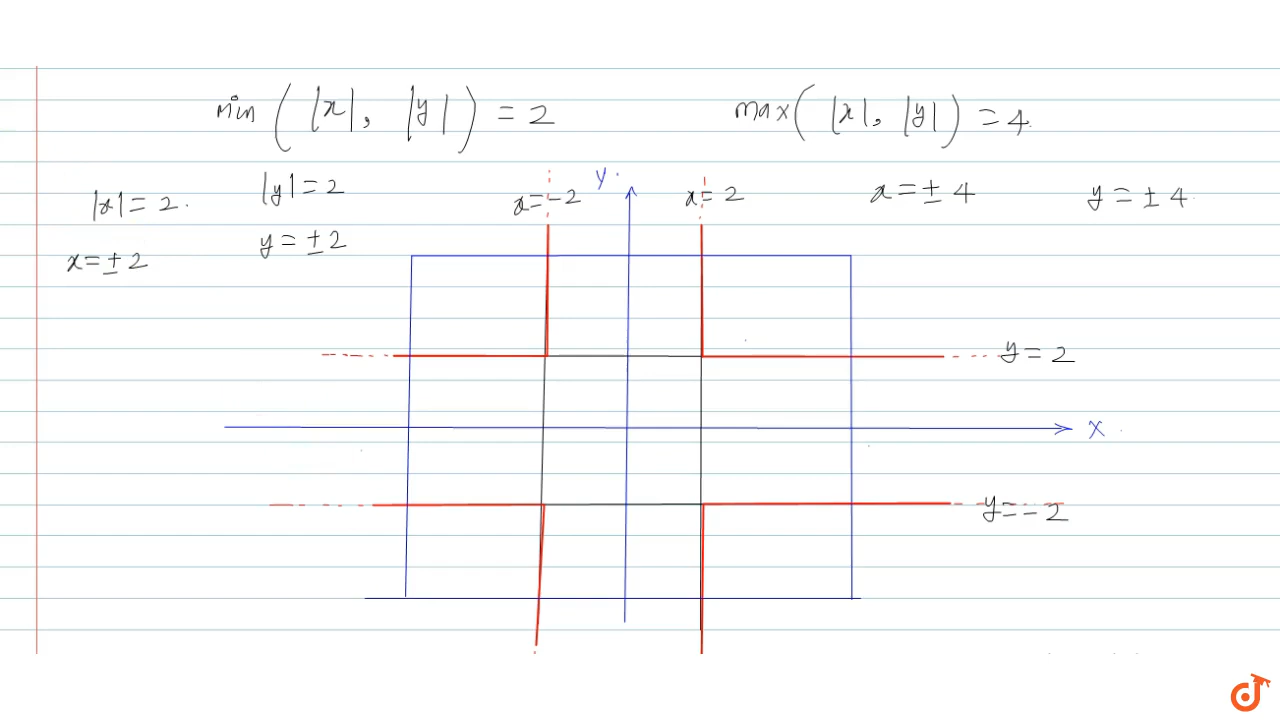 min ( |x|, |y| ) = 2
max ( |x|, |y| ) = 4
|x| = 2.
|y| = 2
x = -2
y
x = 2
x = ± 4
y = ± 4
x = ± 2
y = ± 2
y = 2
x
y = - 2